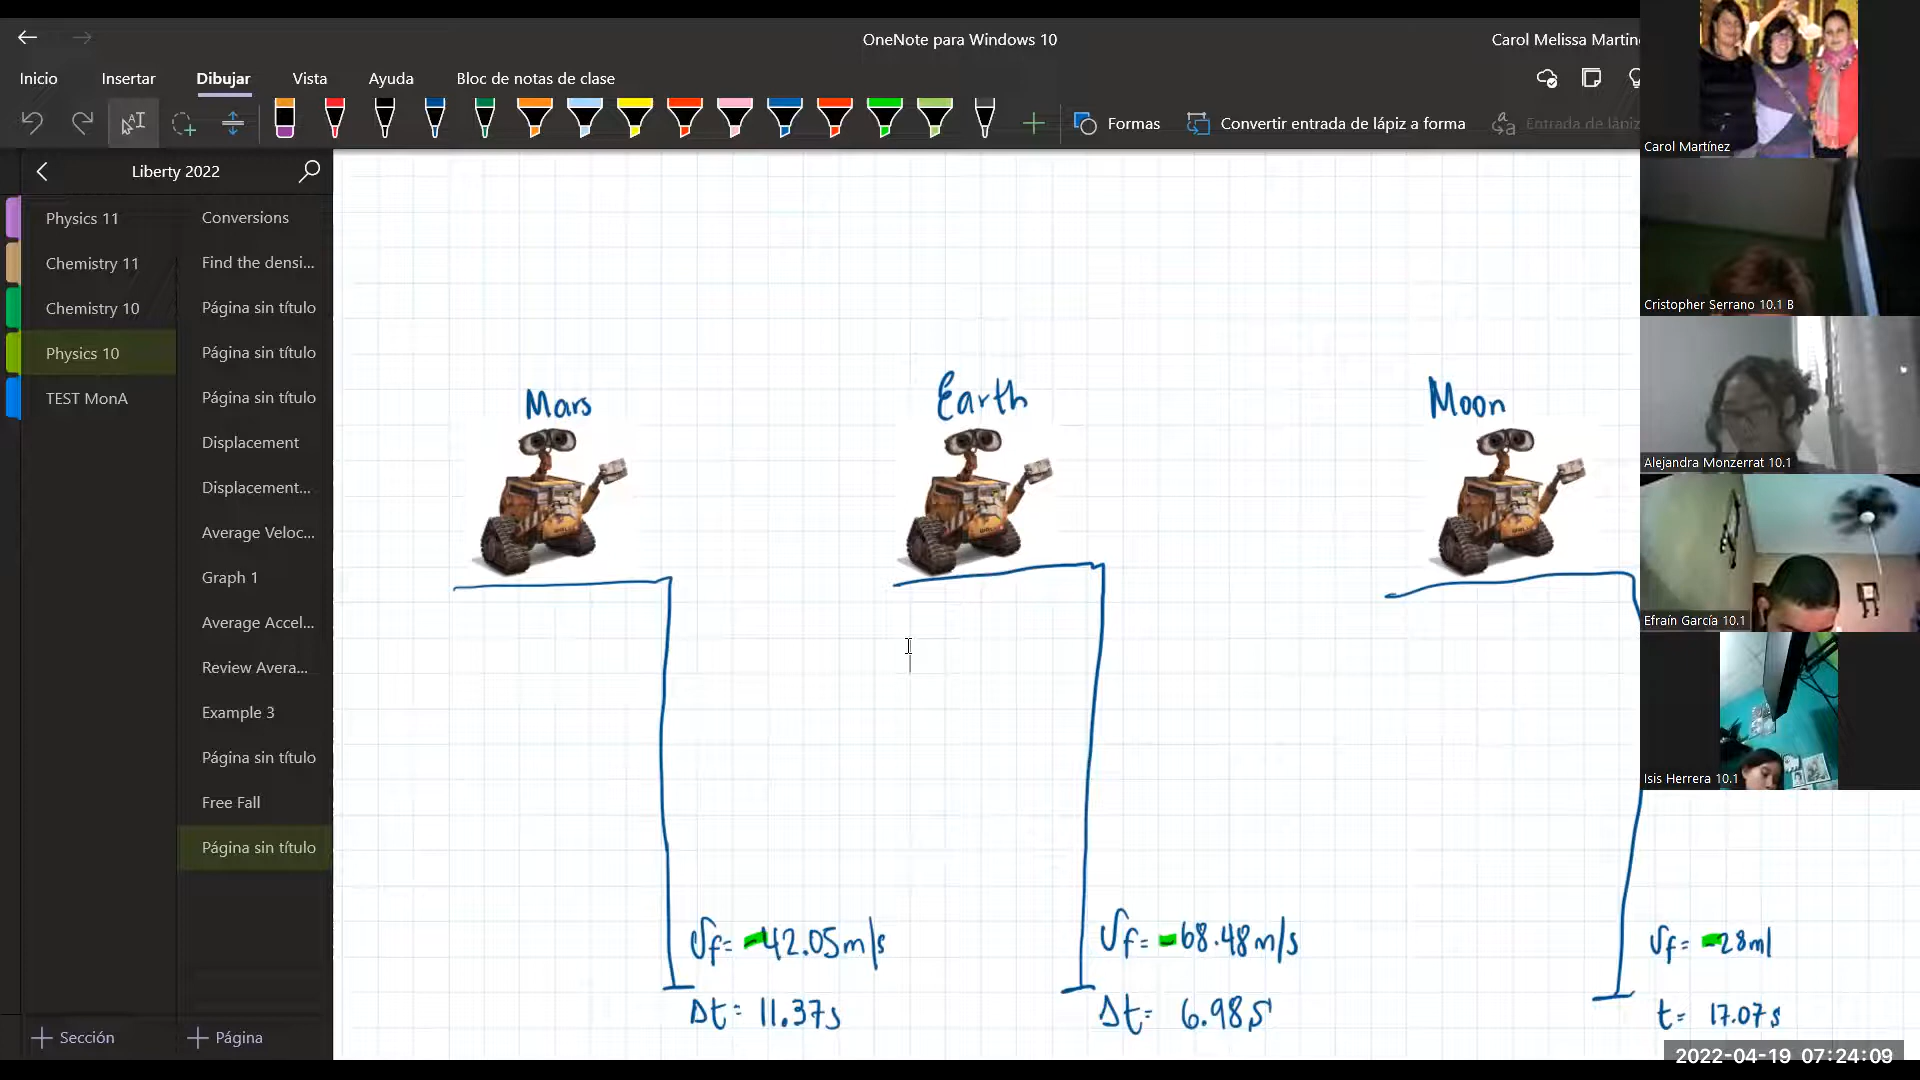 OneNote para Windows 10
Carol Melissa Martine
Inicio
Insertar
Dibujar
Vista
Ayuda
Bloc de notas de clase
Formas
Convertir entrada de lápiz a forma
Entrada de lápiz
Liberty 2022
Physics 11
Chemistry 11
Chemistry 10
Physics 10
TEST MonA
Conversions
Find the densi...
Página sin título
Página sin título
Página sin título
Displacement
Displacement...
Average Veloc...
Graph 1
Average Accel...
Review Avera...
Example 3
Página sin título
Free Fall
Página sin título
Sección
Página
Mars
Earth
Moon
Vf= -42.05m/s
Δt= 11.37s
Vf= -68.48m/s
Δt= 6.98s
Vf= -28m/
t= 17.07s
Carol Martínez
Cristopher Serrano 10.1 B
Alejandra Monzerrat 10.1
Efraín García 10.1
Isis Herrera 10.1
2022-04-19 07:24:09